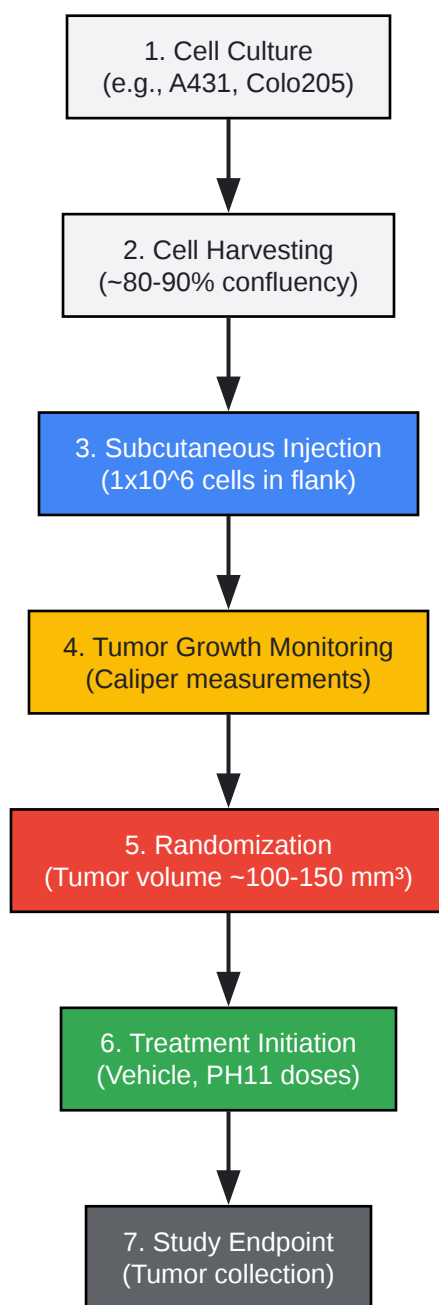 1. Cell Culture
(e.g., A431, Colo205)
2. Cell Harvesting
(~80-90% confluency)
3. Subcutaneous Injection
(1x10^6 cells in flank)
4. Tumor Growth Monitoring
(Caliper measurements)
5. Randomization
(Tumor volume ~100-150 mm³)
6. Treatment Initiation
(Vehicle, PH11 doses)
7. Study Endpoint
(Tumor collection)